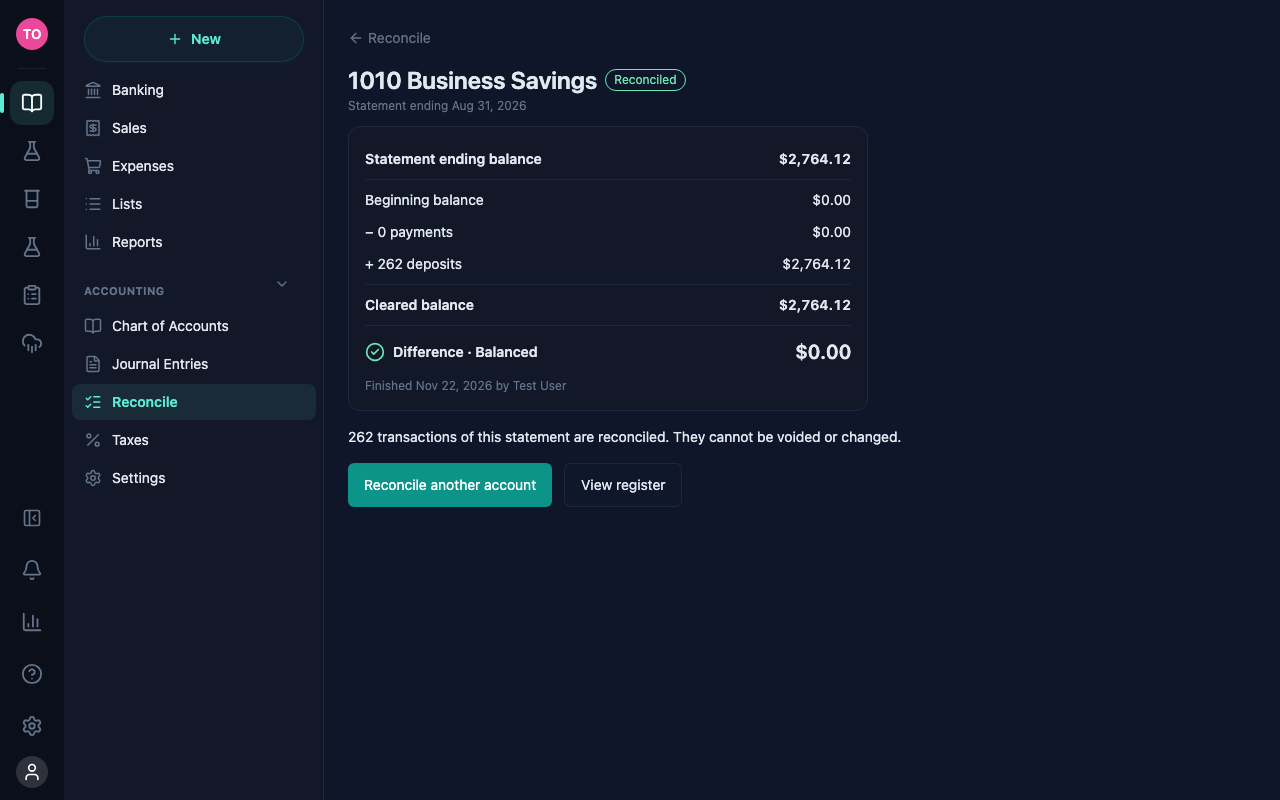 TO
New
Banking
Sales
Expenses
Lists
Reports
ACCOUNTING
Chart of Accounts
Journal Entries
Reconcile
Taxes
Settings
Reconcile
1010 Business Savings Reconciled
Statement ending Aug 31, 2026
Statement ending balance $2,764.12
Beginning balance $0.00
− 0 payments $0.00
+ 262 deposits $2,764.12
Cleared balance $2,764.12
Difference · Balanced $0.00
Finished Nov 22, 2026 by Test User
262 transactions of this statement are reconciled. They cannot be voided or changed.
Reconcile another account View register